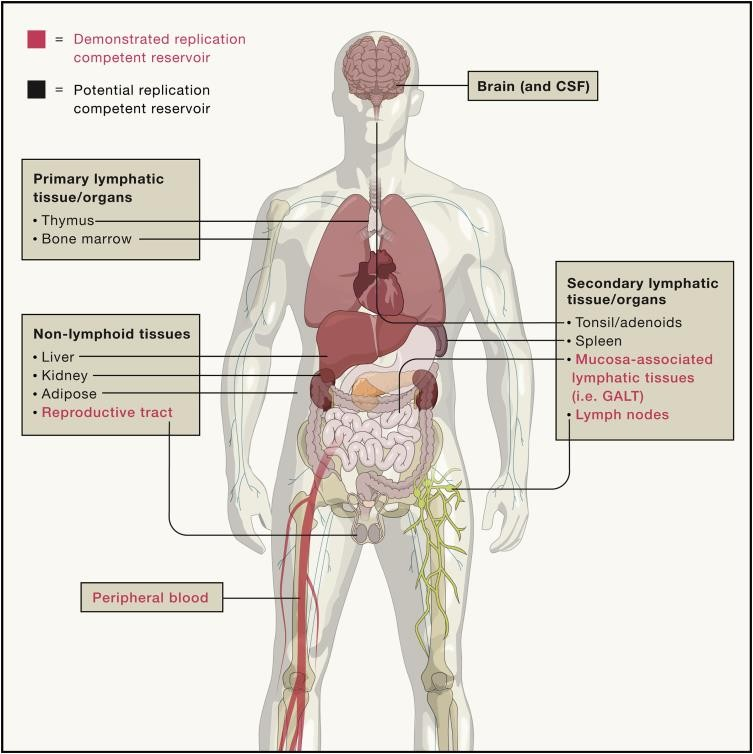 = Demonstrated replication
competent reservoir
= Potential replication
competent reservoir
Brain (and CSF)
Primary lymphatic
tissue/organs
• Thymus
• Bone marrow
Secondary lymphatic
tissue/organs
• Tonsil/adenoids
• Spleen
• Mucosa-associated
lymphatic tissues
(i.e. GALT)
• Lymph nodes
Non-lymphoid tissues
• Liver
• Kidney
• Adipose
• Reproductive tract
Peripheral blood